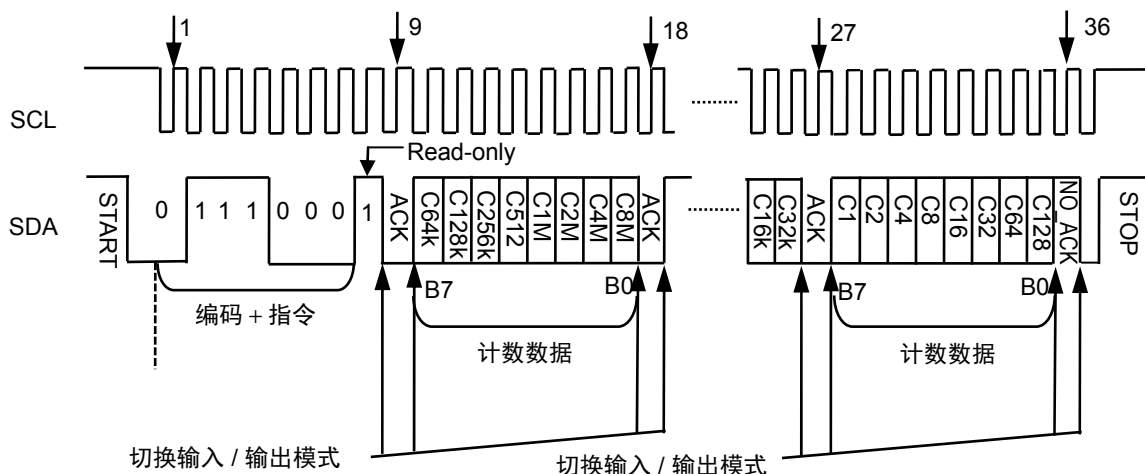 1
9
18
27
36
SCL
Read-only
SDA
START
0 1 1 1 0 0 0 1
ACK
C64k
C128k
C256k
C512
C1M
C2M
C4M
C8M
ACK
C16k
C32k
ACK
C1
C2
C4
C8
C16
C32
C64
C128
NO_ACK
STOP
B7
B0
B7
B0
编码 + 指令
计数数据
计数数据
切换输入 / 输出模式
切换输入 / 输出模式